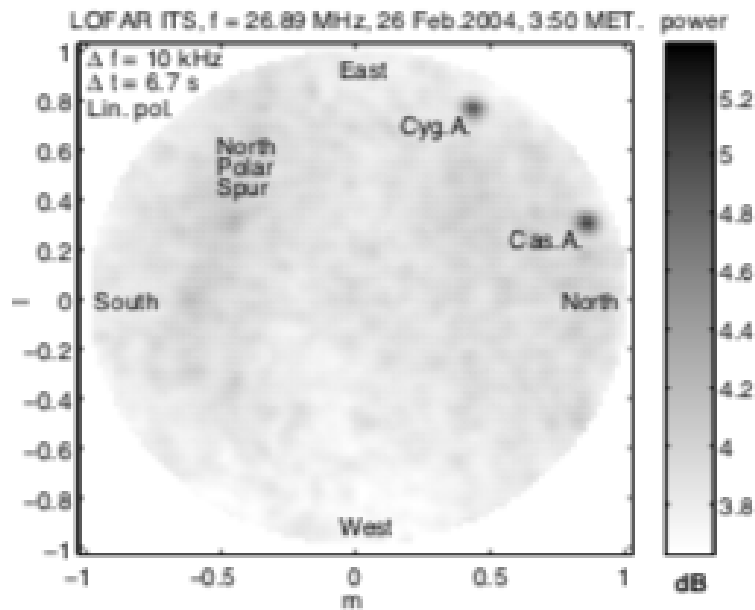 LOFAR ITS, f = 26.89 MHz, 26 Feb.2004, 3:50 MET.
power
Δ f = 10 kHz
Δ t = 6.7 s
Lin. pol.
East
Cyg.A.
North
Polar
Spur
Cas.A.
South
North
West
1
0.8
0.6
0.4
0.2
0
−0.2
−0.4
−0.6
−0.8
−1
l
−1
−0.5
0
0.5
1
m
5.2
5
4.8
4.6
4.4
4.2
4
3.8
dB